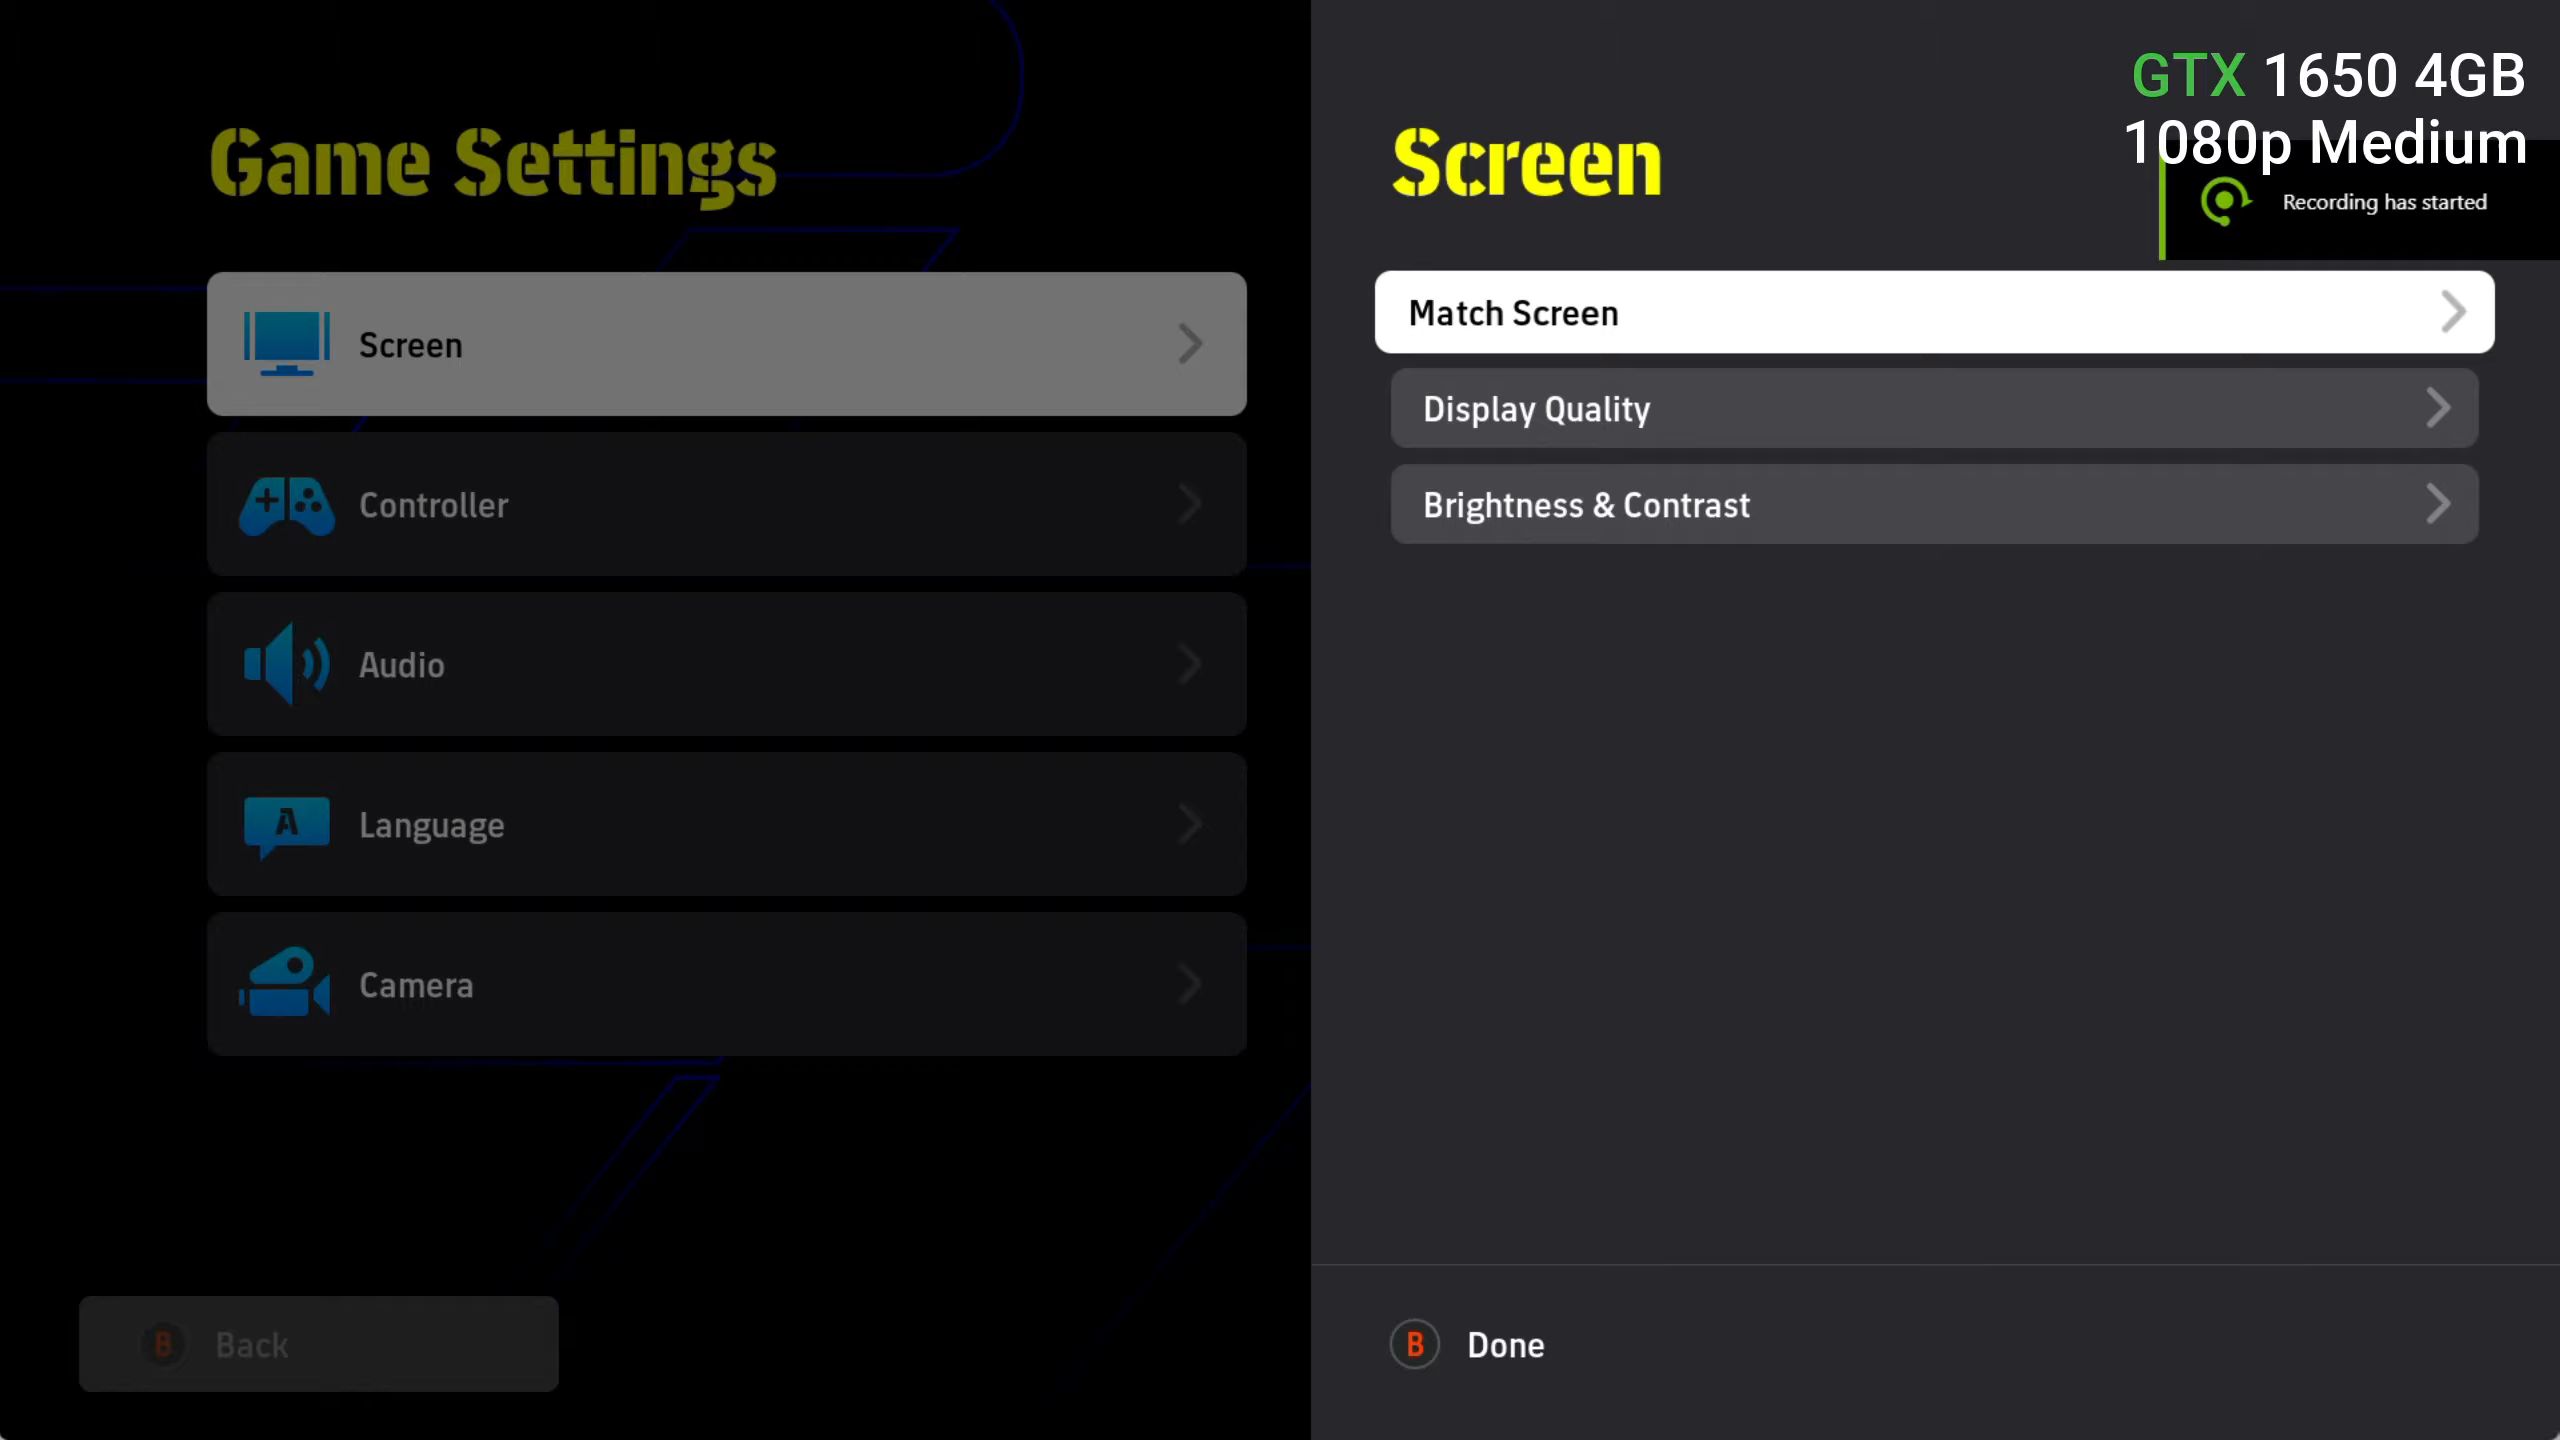 Game Settings
Screen
Controller
Audio
A
Language
Camera
B Back
Screen
GTX 1650 4GB
1080p Medium
Recording has started
Match Screen
Display Quality
Brightness & Contrast
B Done